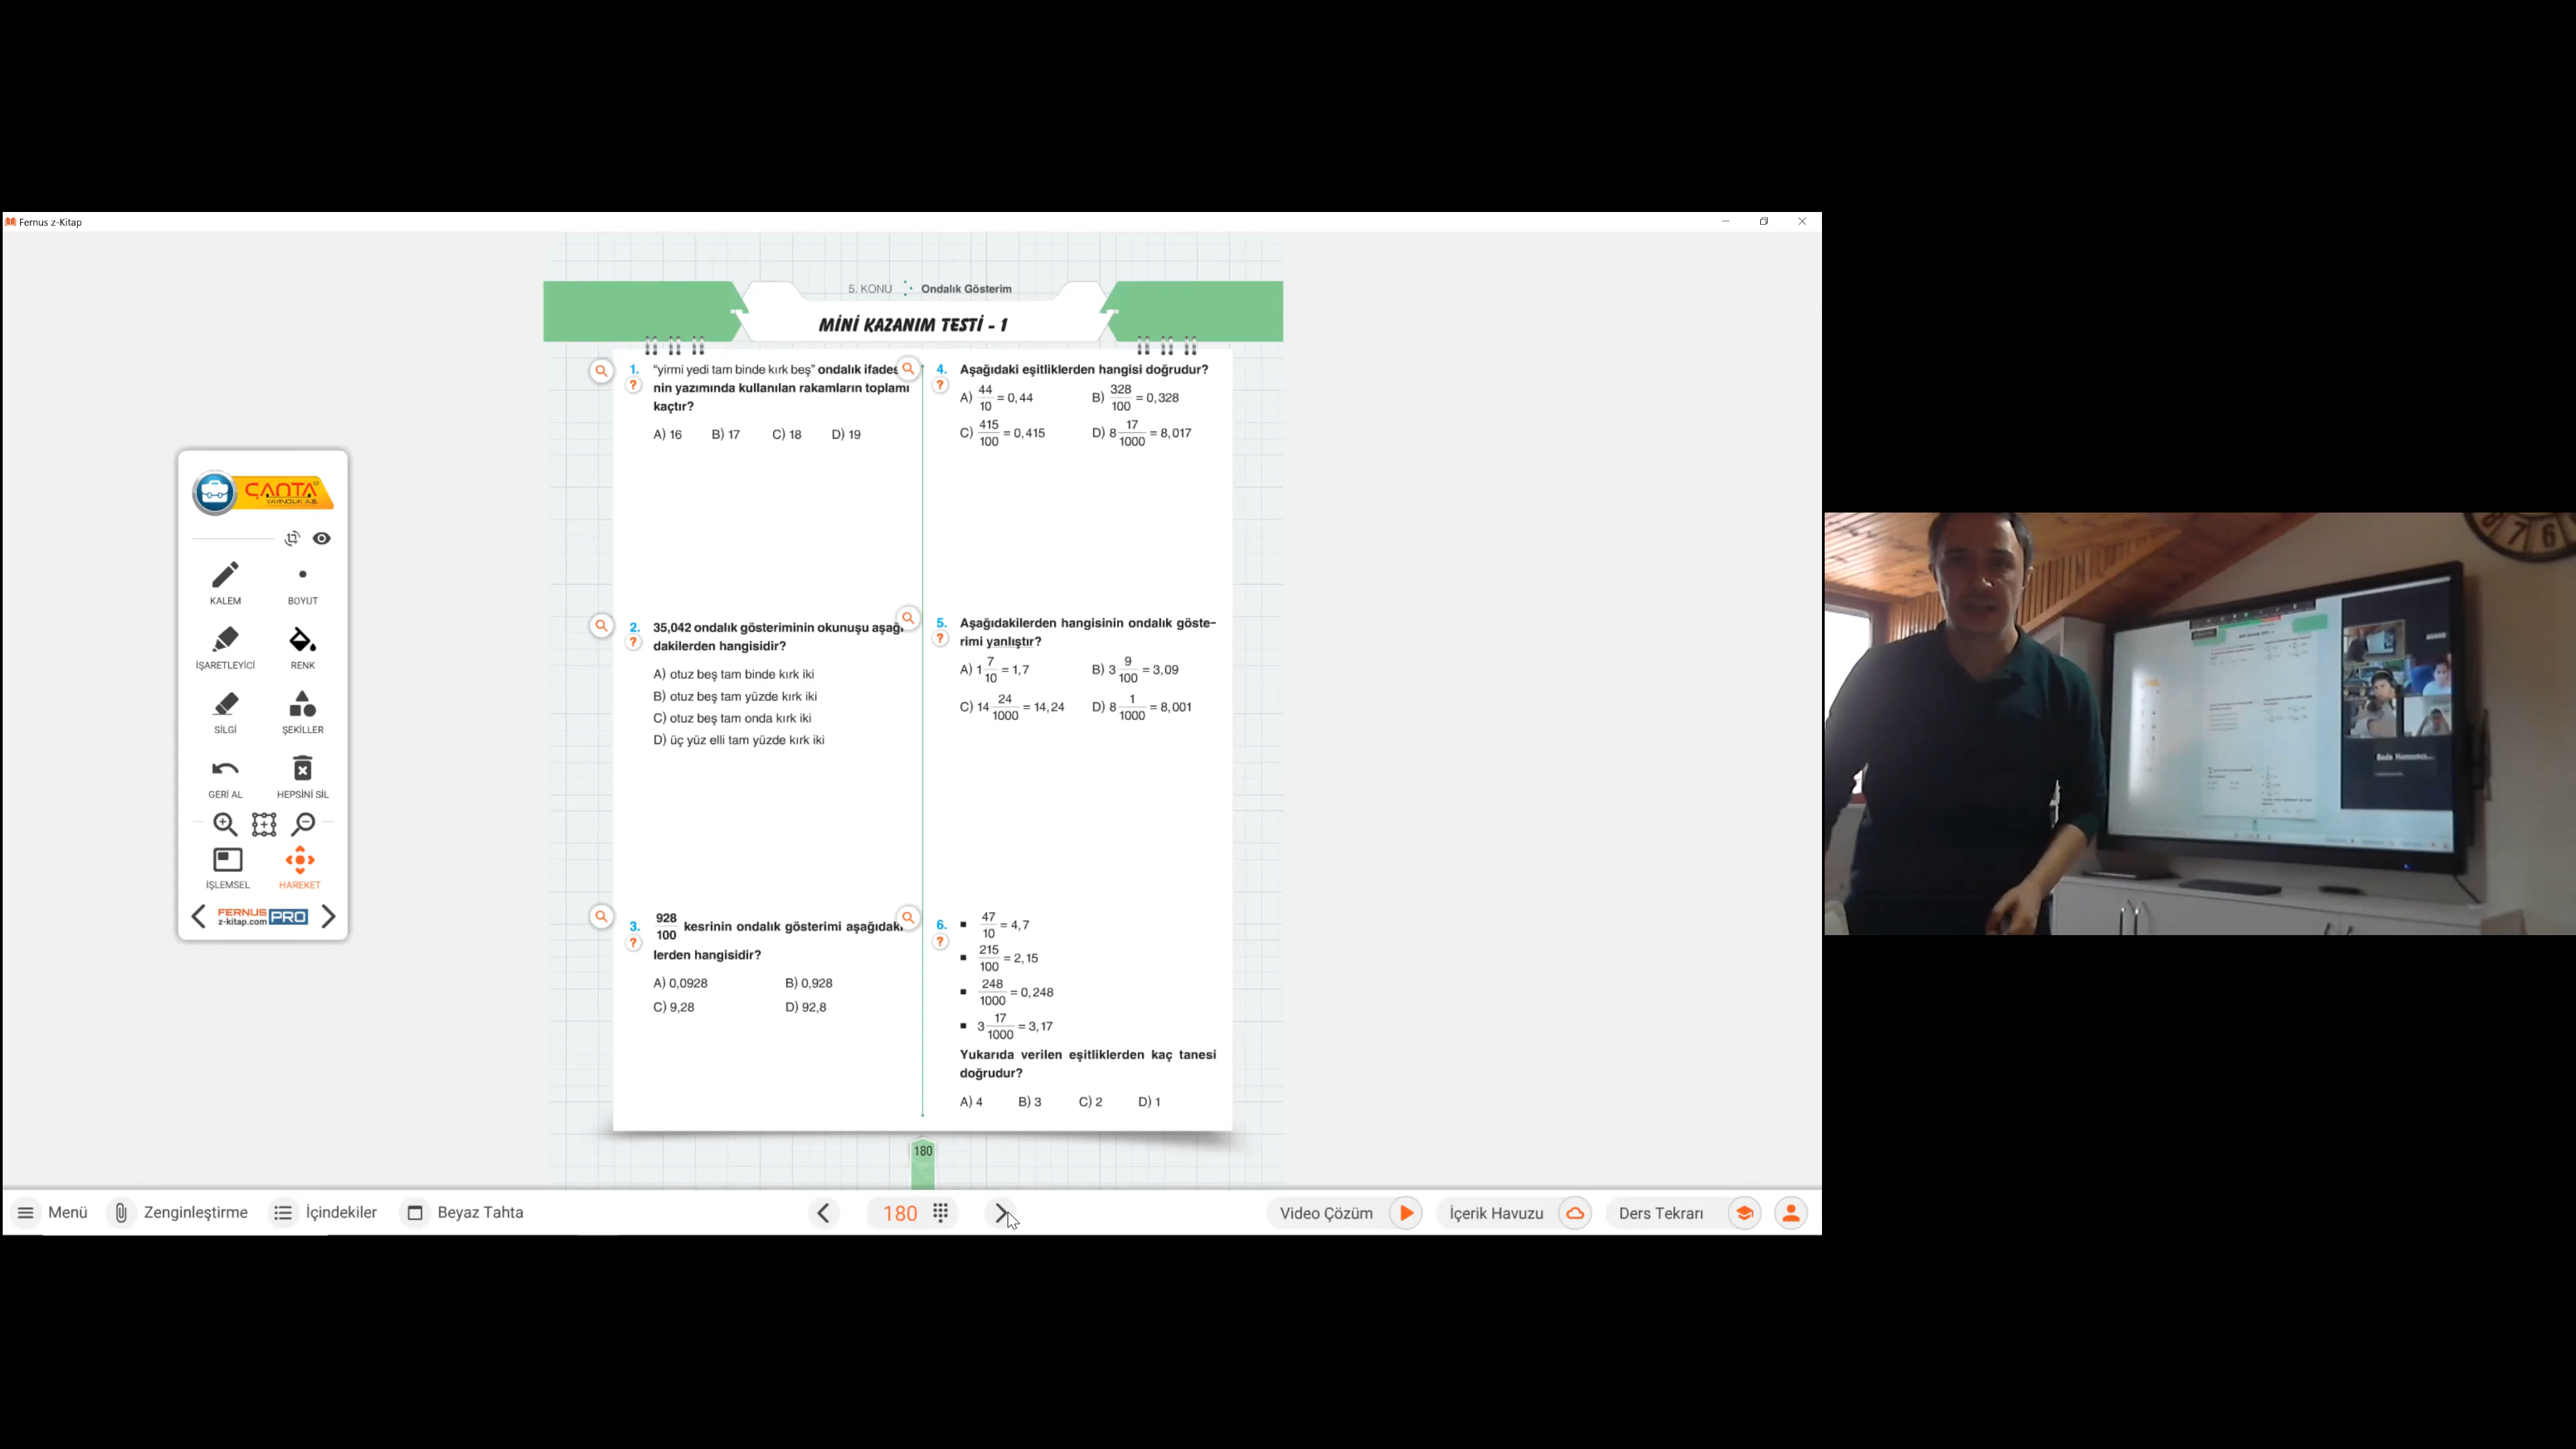 Fernus z-Kitap
5. KONU Ondalık Gösterim
MİNİ KAZANIM TESTİ - 1
1. "yirmi yedi tam binde kırk beş" ondalık ifades
nin yazımında kullanılan rakamların toplamı
kaçtır?
A) 16 B) 17 C) 18 D) 19
2. 35,042 ondalık gösteriminin okunuşu aşağı
dakilerden hangisidir?
A) otuz beş tam binde kırk iki
B) otuz beş tam yüzde kırk iki
C) otuz beş tam onda kırk iki
D) üç yüz elli tam yüzde kırk iki
3. 928/100 kesrinin ondalık gösterimi aşağıdaki
lerden hangisidir?
A) 0,0928 B) 0,928
C) 9,28 D) 92,8
4. Aşağıdaki eşitliklerden hangisi doğrudur?
A) 44/10 = 0,44 B) 328/100 = 0,328
C) 415/100 = 0,415 D) 8 17/1000 = 8,017
5. Aşağıdakilerden hangisinin ondalık göste-
rimi yanlıştır?
A) 1 7/10 = 1,7 B) 3 9/100 = 3,09
C) 14 24/1000 = 14,24 D) 8 1/1000 = 8,001
6. ■ 47/10 = 4,7
■ 215/100 = 2,15
■ 248/1000 = 0,248
■ 3 17/1000 = 3,17
Yukarıda verilen eşitliklerden kaç tanesi
doğrudur?
A) 4 B) 3 C) 2 D) 1
180
ÇANTA
YAYINCILIK A.Ş.
KALEM BOYUT
İŞARETLEYİCİ RENK
SİLGİ ŞEKİLLER
GERİ AL HEPSİNİ SİL
İŞLEMSEL HAREKET
FERNUS PRO
z-kitap.com
Menü Zenginleştirme İçindekiler Beyaz Tahta 180 Video Çözüm İçerik Havuzu Ders Tekrarı